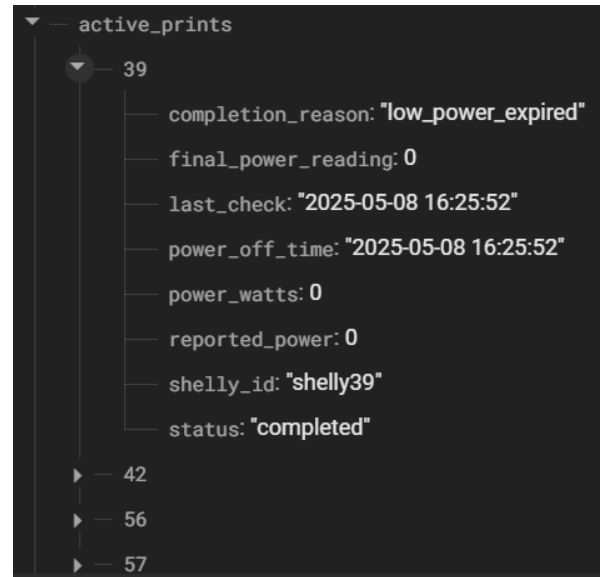 active_prints
39
completion_reason: "low_power_expired"
final_power_reading: 0
last_check: "2025-05-08 16:25:52"
power_off_time: "2025-05-08 16:25:52"
power_watts: 0
reported_power: 0
shelly_id: "shelly39"
status: "completed"
42
56
57